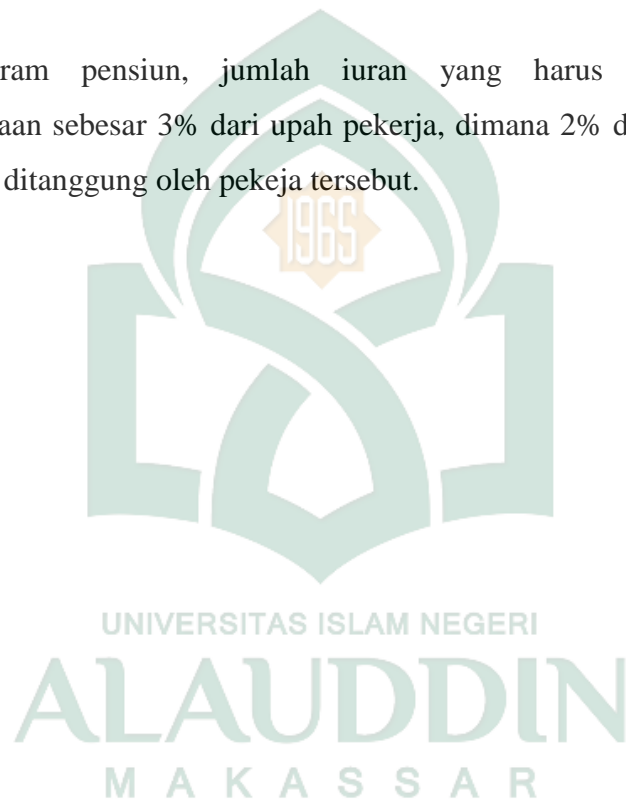 ram pensiun, jumlah iuran yang harus
aan sebesar 3% dari upah pekerja, dimana 2% d
ditanggung oleh pekeja tersebut.
1965
UNIVERSITAS ISLAM NEGERI
ALAUDDIN
MAKASSAR